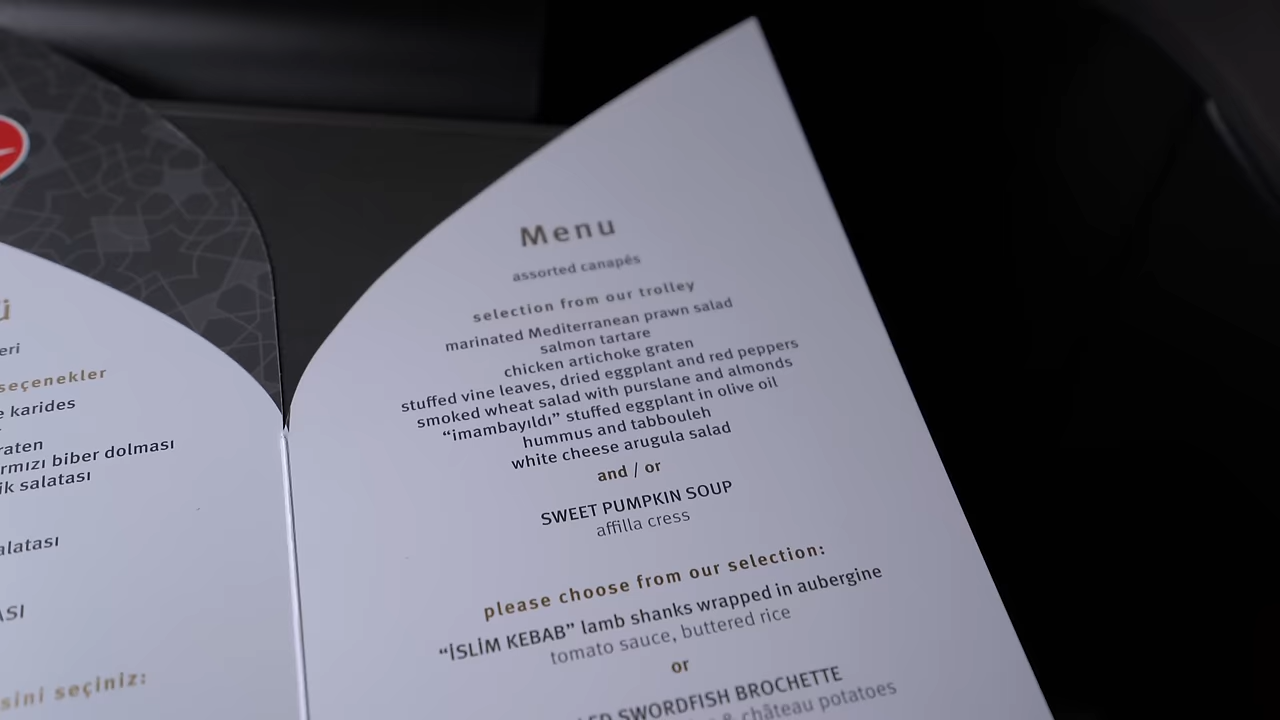 ü
eri
seçenekler
e karides
raten
rmızı biber dolması
ik salatası
alatası
ASI
sini seçiniz:
Menu
assorted canapés
selection from our trolley
marinated Mediterranean prawn salad
salmon tartare
chicken artichoke graten
stuffed vine leaves, dried eggplant and red peppers
smoked wheat salad with purslane and almonds
“imambayıldı” stuffed eggplant in olive oil
hummus and tabbouleh
white cheese arugula salad
and / or
SWEET PUMPKIN SOUP
affilla cress
please choose from our selection:
“İSLİM KEBAB” lamb shanks wrapped in aubergine
tomato sauce, buttered rice
or
SWORDFISH BROCHETTE
& château potatoes